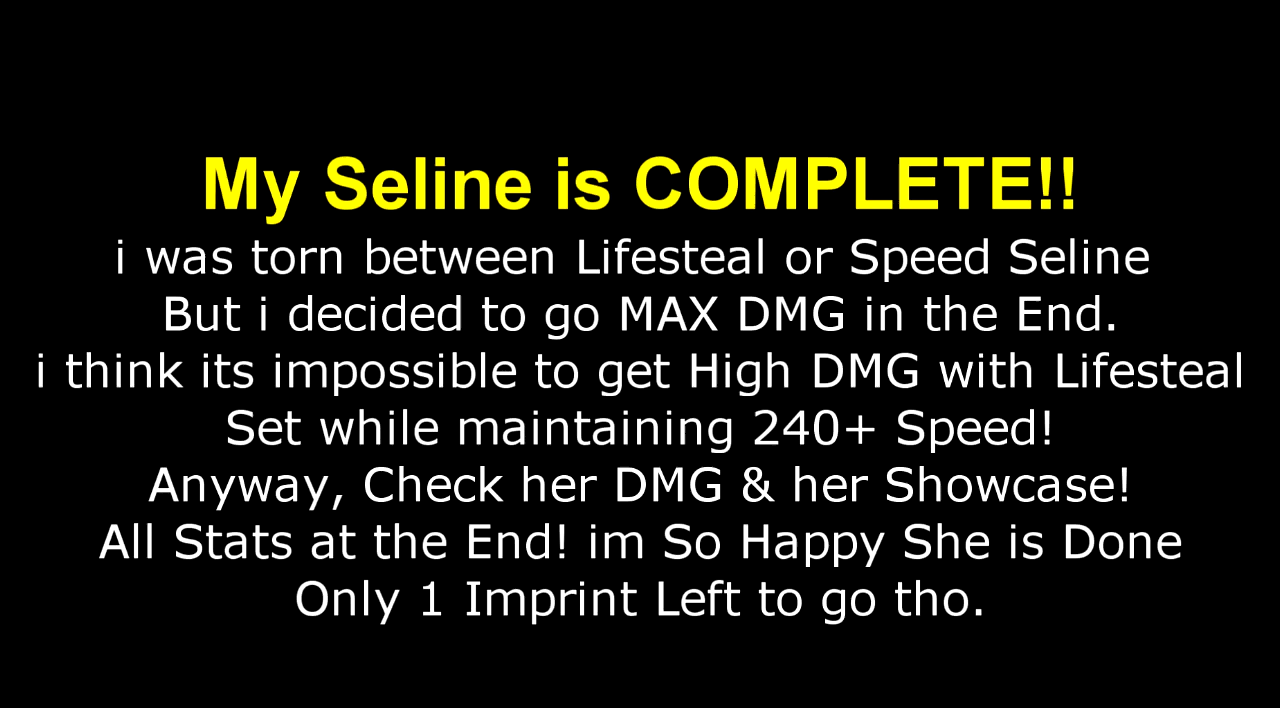 My Seline is COMPLETE!!
i was torn between Lifesteal or Speed Seline
But i decided to go MAX DMG in the End.
i think its impossible to get High DMG with Lifesteal
Set while maintaining 240+ Speed!
Anyway, Check her DMG & her Showcase!
All Stats at the End! im So Happy She is Done
Only 1 Imprint Left to go tho.